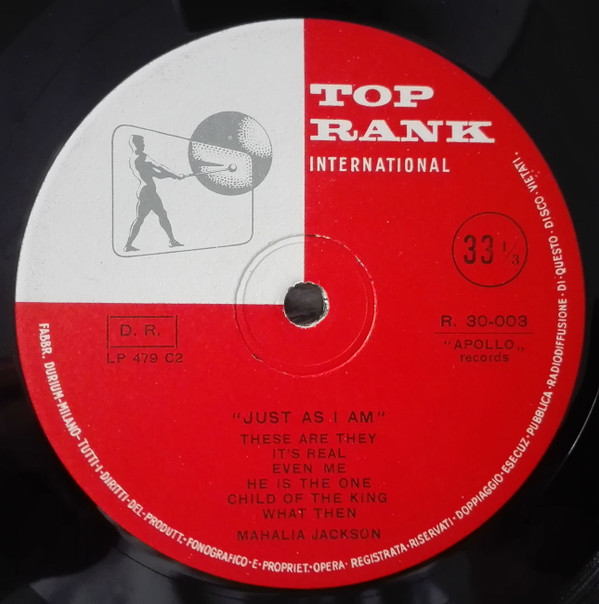 TOP
RANK
INTERNATIONAL
33 1/3
D. R.
LP 479 C2
R. 30-003
"APOLLO„
records
"JUST AS I AM"
THESE ARE THEY
IT'S REAL
EVEN ME
HE IS THE ONE
CHILD OF THE KING
WHAT THEN
MAHALIA JACKSON
FABBR. DURIUM-MILANO-TUTTI·I·DIRITTI·DEL·PRODUTT.·FONOGRAFICO·E·PROPRIET.·OPERA·REGISTRATA·RISERVATI·DOPPIAGGIO·ESECUZ·PUBBLICA·RADIODIFFUSIONE·DI·QUESTO·DISCO·VIETATI.